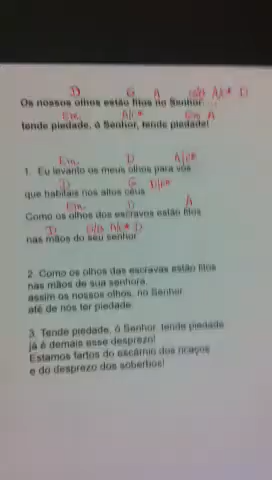 D G A G/B A/C# D
Os nossos olhos estão fitos no Senhor:
Em A/C# Em A
tende piedade, ó Senhor, tende piedade!
Em D A/C#
1. Eu levanto os meus olhos para vós
D G D/F#
que habitais nos altos céus
Em D A
Como os olhos dos escravos estão fitos
D G/B A/C# D
nas mãos do seu senhor
2. Como os olhos das escravas estão fitos
nas mãos de sua senhora,
assim os nossos olhos, no Senhor
até de nós ter piedade
3. Tende piedade, ó Senhor, tende piedade
já é demais esse desprezo!
Estamos fartos do escárnio dos ricaços
e do desprezo dos soberbos!